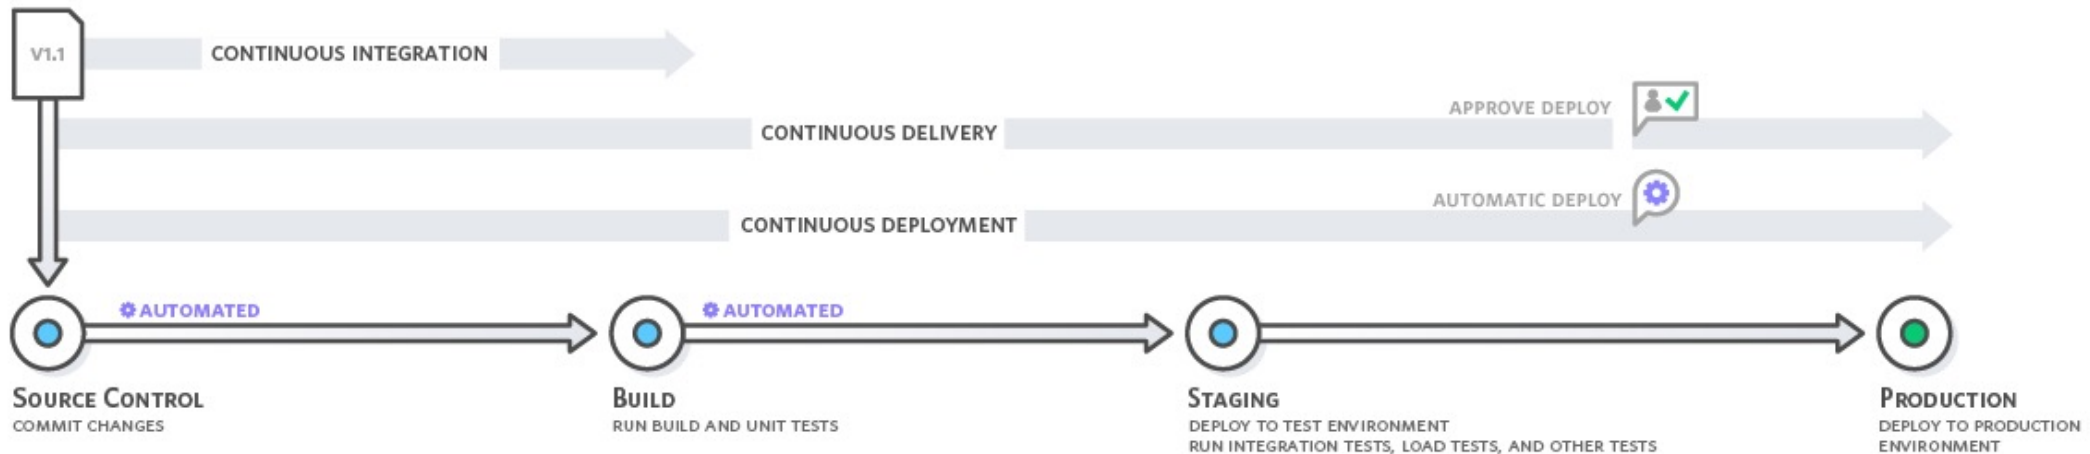 V1.1
CONTINUOUS INTEGRATION
APPROVE DEPLOY
CONTINUOUS DELIVERY
AUTOMATIC DEPLOY
CONTINUOUS DEPLOYMENT
AUTOMATED
AUTOMATED
SOURCE CONTROL
COMMIT CHANGES
BUILD
RUN BUILD AND UNIT TESTS
STAGING
DEPLOY TO TEST ENVIRONMENT
RUN INTEGRATION TESTS, LOAD TESTS, AND OTHER TESTS
PRODUCTION
DEPLOY TO PRODUCTION
ENVIRONMENT